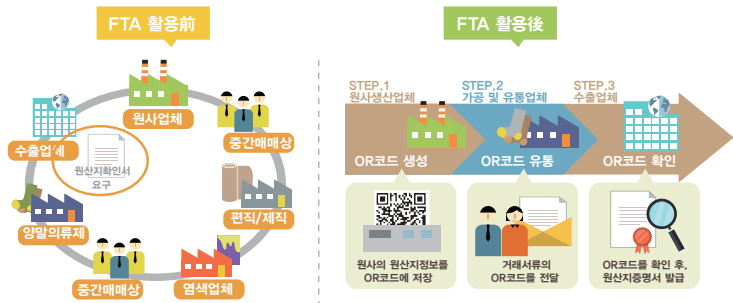 FTA 활용前
원사업체
중간매매상
편직/제직
염색업체
중간매매상
양말의류제
수출업체
원산지확인서
요구
FTA 활용後
STEP.1
원사생산업체
STEP.2
가공 및 유통업체
STEP.3
수출업체
QR코드 생성
QR코드 유통
QR코드 확인
원사의 원산지정보를
QR코드에 저장
거래서류의
QR코드를 전달
QR코드를 확인 후,
원산지증명서 발급